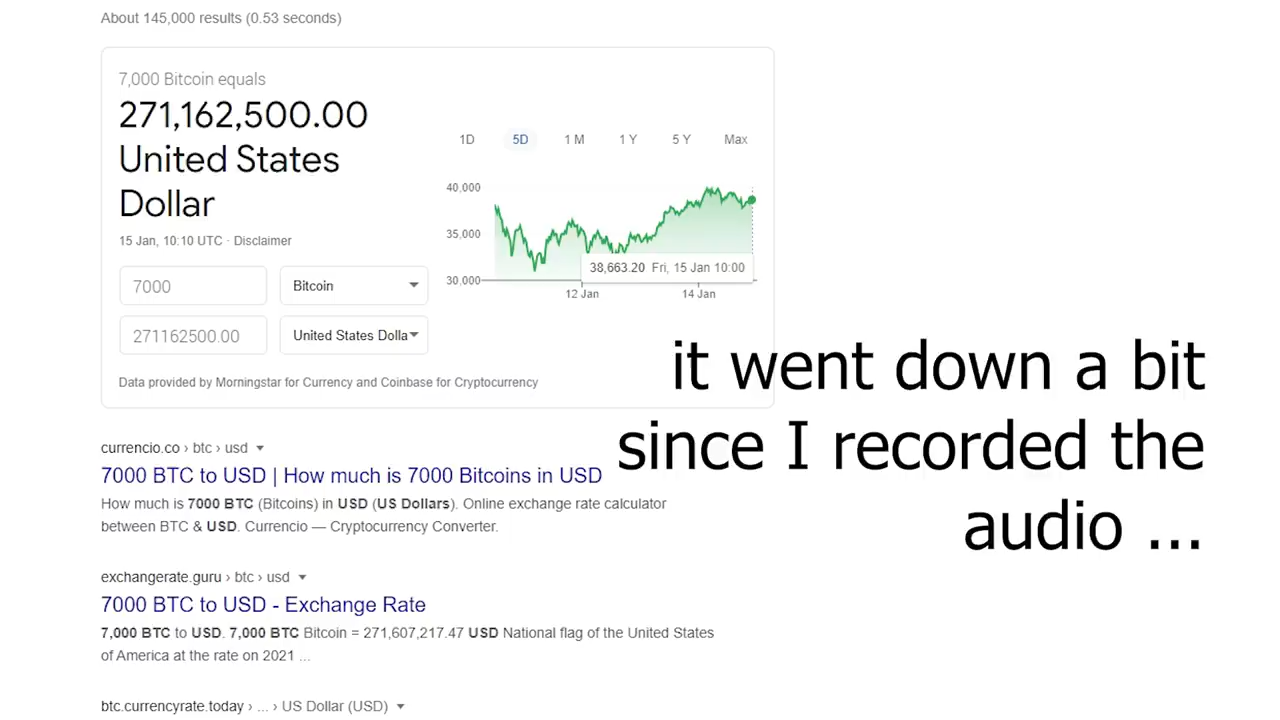 About 145,000 results (0.53 seconds)
7,000 Bitcoin equals
271,162,500.00
United States
Dollar
15 Jan, 10:10 UTC · Disclaimer
7000
Bitcoin
271162500.00
United States Dolla
Data provided by Morningstar for Currency and Coinbase for Cryptocurrency
1D 5D 1 M 1 Y 5 Y Max
40,000
35,000
30,000
38,663.20 Fri, 15 Jan 10:00
12 Jan 14 Jan
it went down a bit
since I recorded the
audio ...
currencio.co › btc › usd
7000 BTC to USD | How much is 7000 Bitcoins in USD
How much is 7000 BTC (Bitcoins) in USD (US Dollars). Online exchange rate calculator
between BTC & USD. Currencio — Cryptocurrency Converter.
exchangerate.guru › btc › usd
7000 BTC to USD - Exchange Rate
7,000 BTC to USD. 7,000 BTC Bitcoin = 271,607,217.47 USD National flag of the United States
of America at the rate on 2021 ...
btc.currencyrate.today › ... › US Dollar (USD)